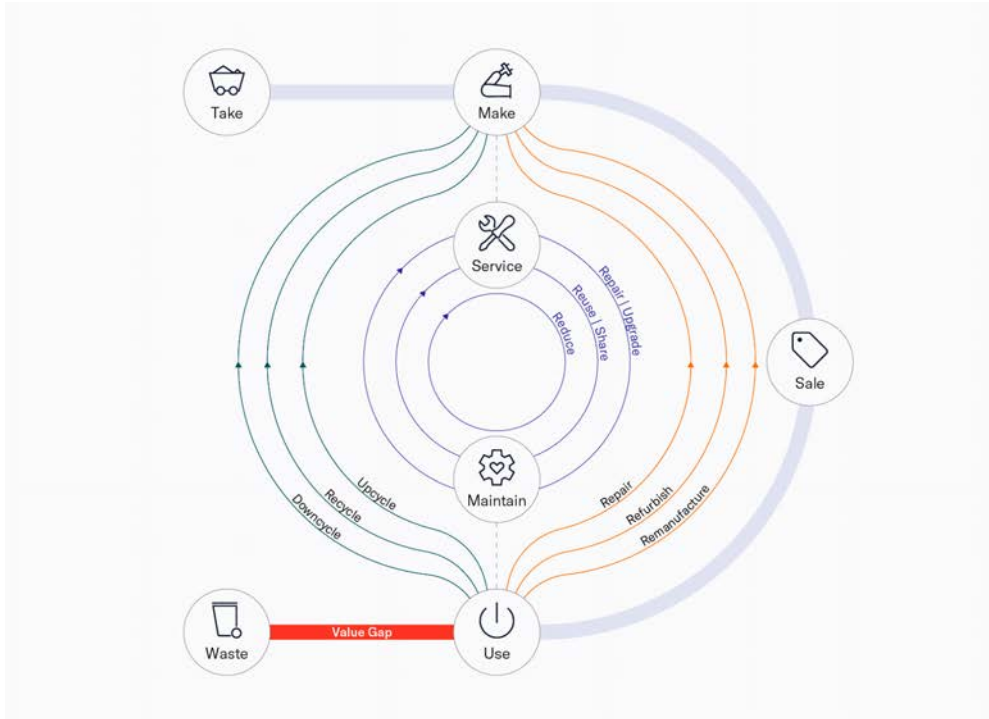 Take
Make
Service
Repair | Upgrade
Reuse | Share
Reduce
Sale
Maintain
Upcycle
Recycle
Downcycle
Repair
Refurbish
Remanufacture
Waste
Value Gap
Use